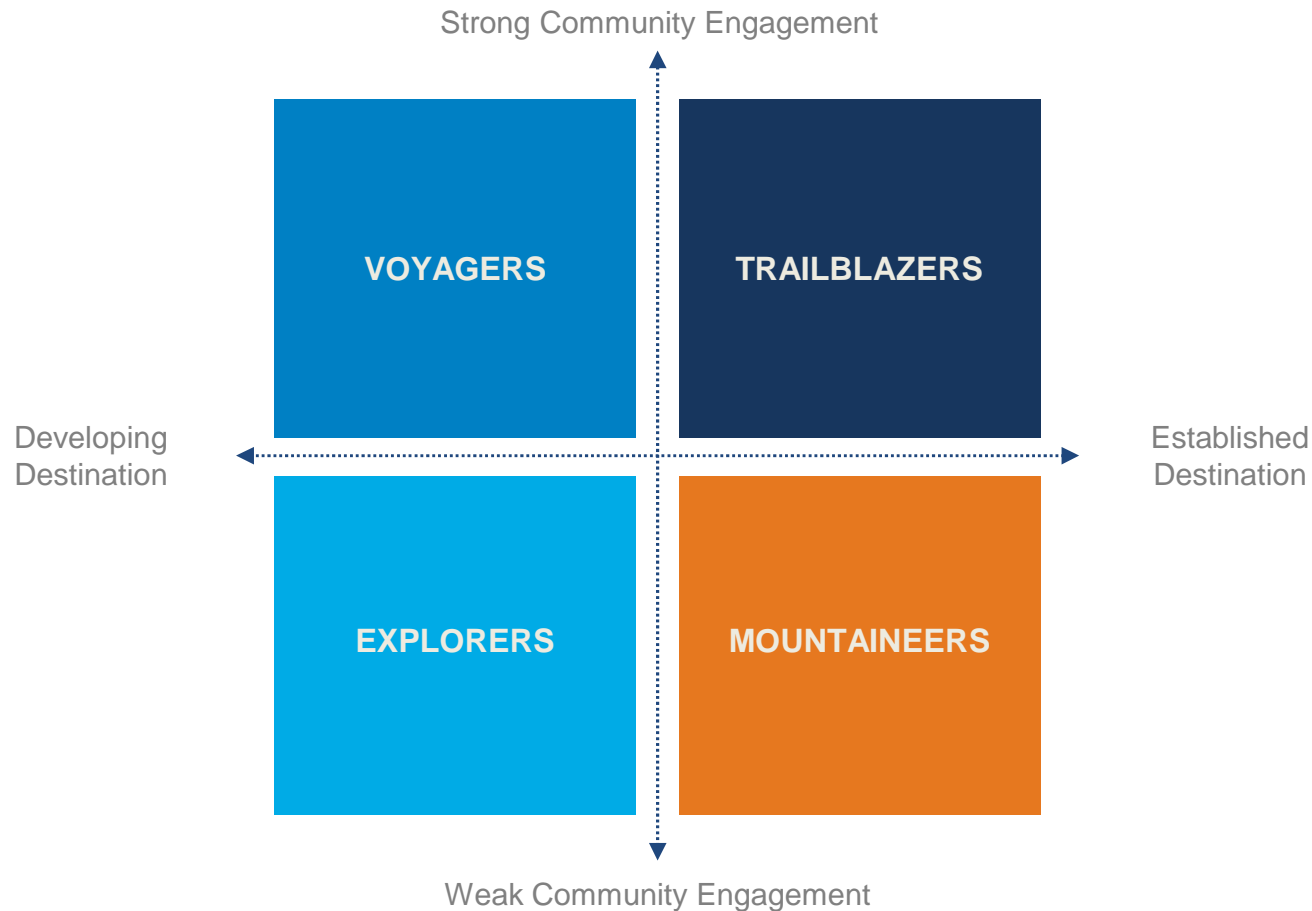 Strong Community Engagement
VOYAGERS
TRAILBLAZERS
Developing
Destination
Established
Destination
EXPLORERS
MOUNTAINEERS
Weak Community Engagement